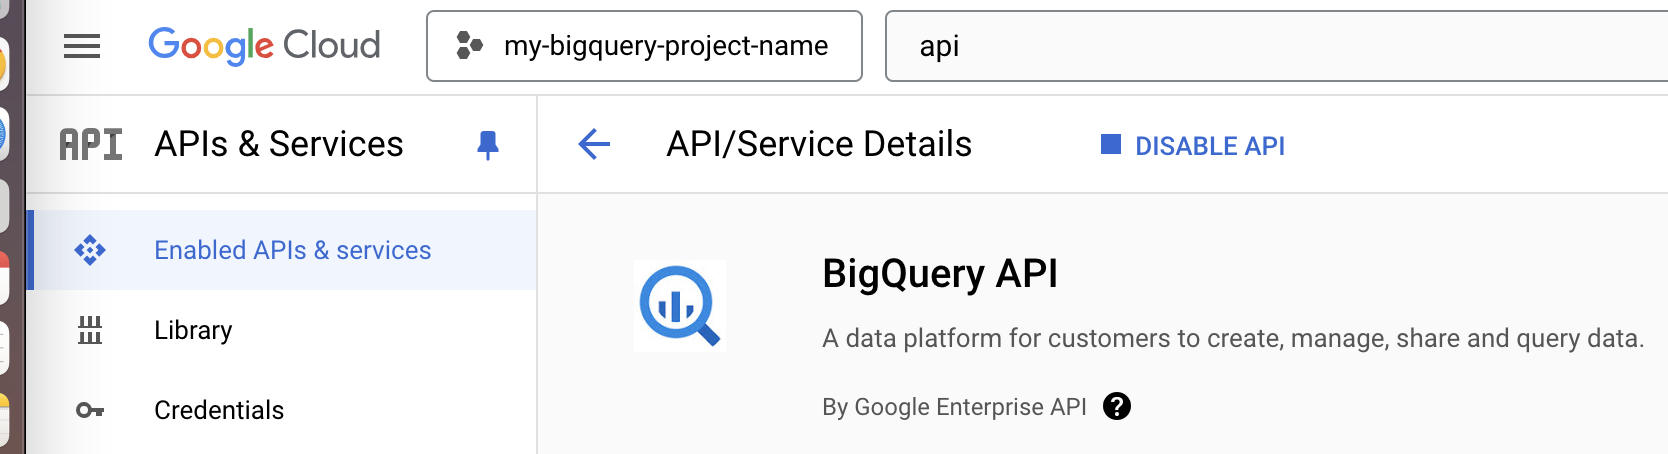 Google Cloud
my-bigquery-project-name
api
API
APIs & Services
API/Service Details
DISABLE API
Enabled APIs & services
Library
Credentials
BigQuery API
A data platform for customers to create, manage, share and query data.
By Google Enterprise API ?